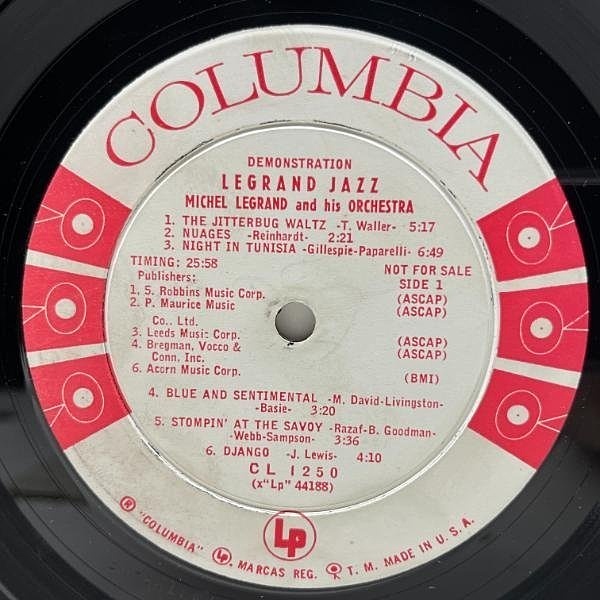 COLUMBIA
DEMONSTRATION
LEGRAND JAZZ
MICHEL LEGRAND and his ORCHESTRA
1. THE JITTERBUG WALTZ -T. Waller- 5:17
2. NUAGES -Reinhardt- 2:21
3. NIGHT IN TUNISIA -Gillespie-Paparelli- 6:49
TIMING: 25:58 NOT FOR SALE
Publishers: SIDE 1
1, 5. Robbins Music Corp. (ASCAP)
2. P. Maurice Music (ASCAP)
Co., Ltd.
3. Leeds Music Corp. (ASCAP)
4. Bregman, Vocco & (ASCAP)
Conn, Inc.
6. Acorn Music Corp. (BMI)
4. BLUE AND SENTIMENTAL -M. David-Livingston-
-Basie- 3:20
5. STOMPIN' AT THE SAVOY -Razaf-B. Goodman-
-Webb-Sampson- 3:36
6. DJANGO -J. Lewis- 4:10
CL 1250
(x"Lp" 44188)
Lp
® "COLUMBIA", Lp, MARCAS REG. T. M. MADE IN U.S.A.